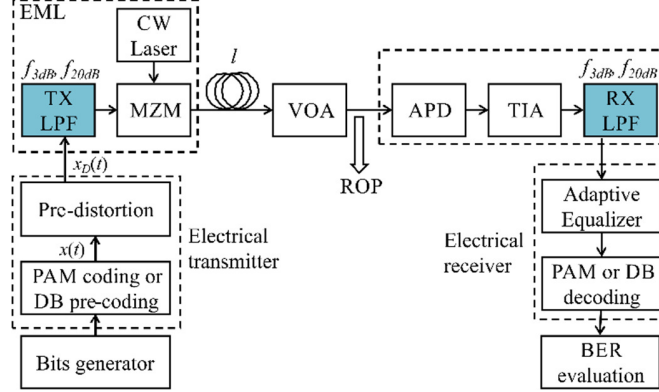 EML
CW
Laser
f3dB, f20dB
TX
LPF
MZM
l
VOA
ROP
APD
TIA
f3dB, f20dB
RX
LPF
xD(t)
Pre-distortion
x(t)
PAM coding or
DB pre-coding
Bits generator
Electrical
transmitter
Electrical
receiver
Adaptive
Equalizer
PAM or DB
decoding
BER
evaluation